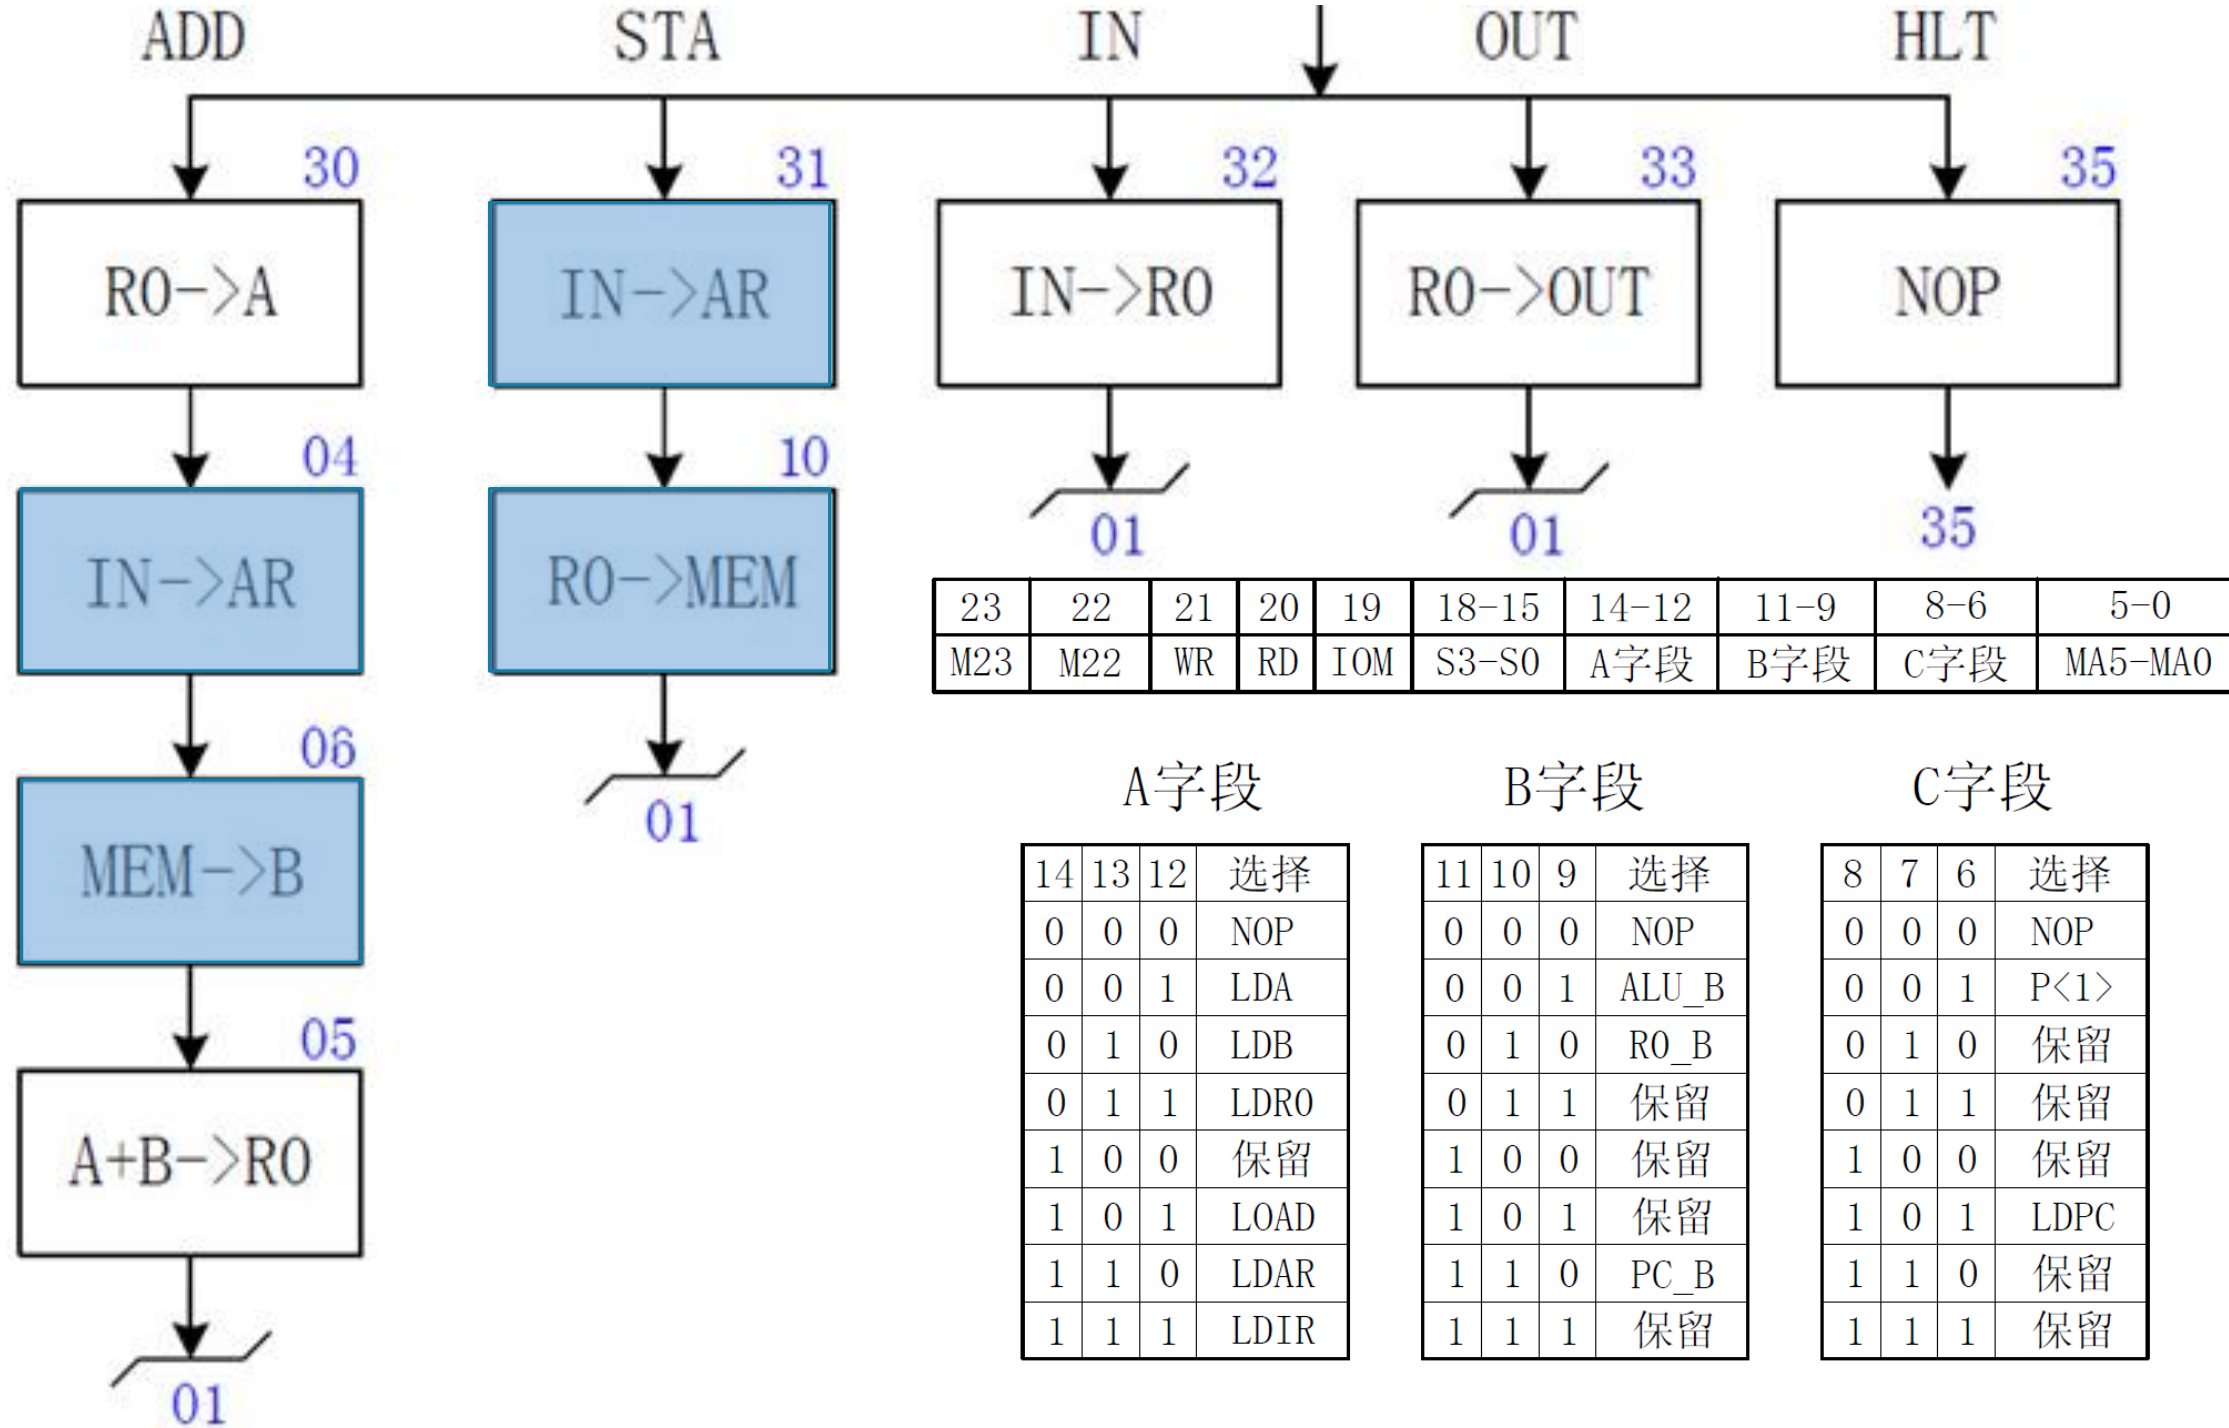 ADD STA IN OUT HLT
30 31 32 33 35
R0->A IN->AR IN->R0 R0->OUT NOP
04 10
01 01 35
IN->AR R0->MEM
23 22 21 20 19 18-15 14-12 11-9 8-6 5-0
M23 M22 WR RD IOM S3-S0 A字段 B字段 C字段 MA5-MA0
06
01
MEM->B
05
A+B->R0
01
A字段
14 13 12 选择
0 0 0 NOP
0 0 1 LDA
0 1 0 LDB
0 1 1 LDR0
1 0 0 保留
1 0 1 LOAD
1 1 0 LDAR
1 1 1 LDIR
B字段
11 10 9 选择
0 0 0 NOP
0 0 1 ALU_B
0 1 0 R0_B
0 1 1 保留
1 0 0 保留
1 0 1 保留
1 1 0 PC_B
1 1 1 保留
C字段
8 7 6 选择
0 0 0 NOP
0 0 1 P<1>
0 1 0 保留
0 1 1 保留
1 0 0 保留
1 0 1 LDPC
1 1 0 保留
1 1 1 保留